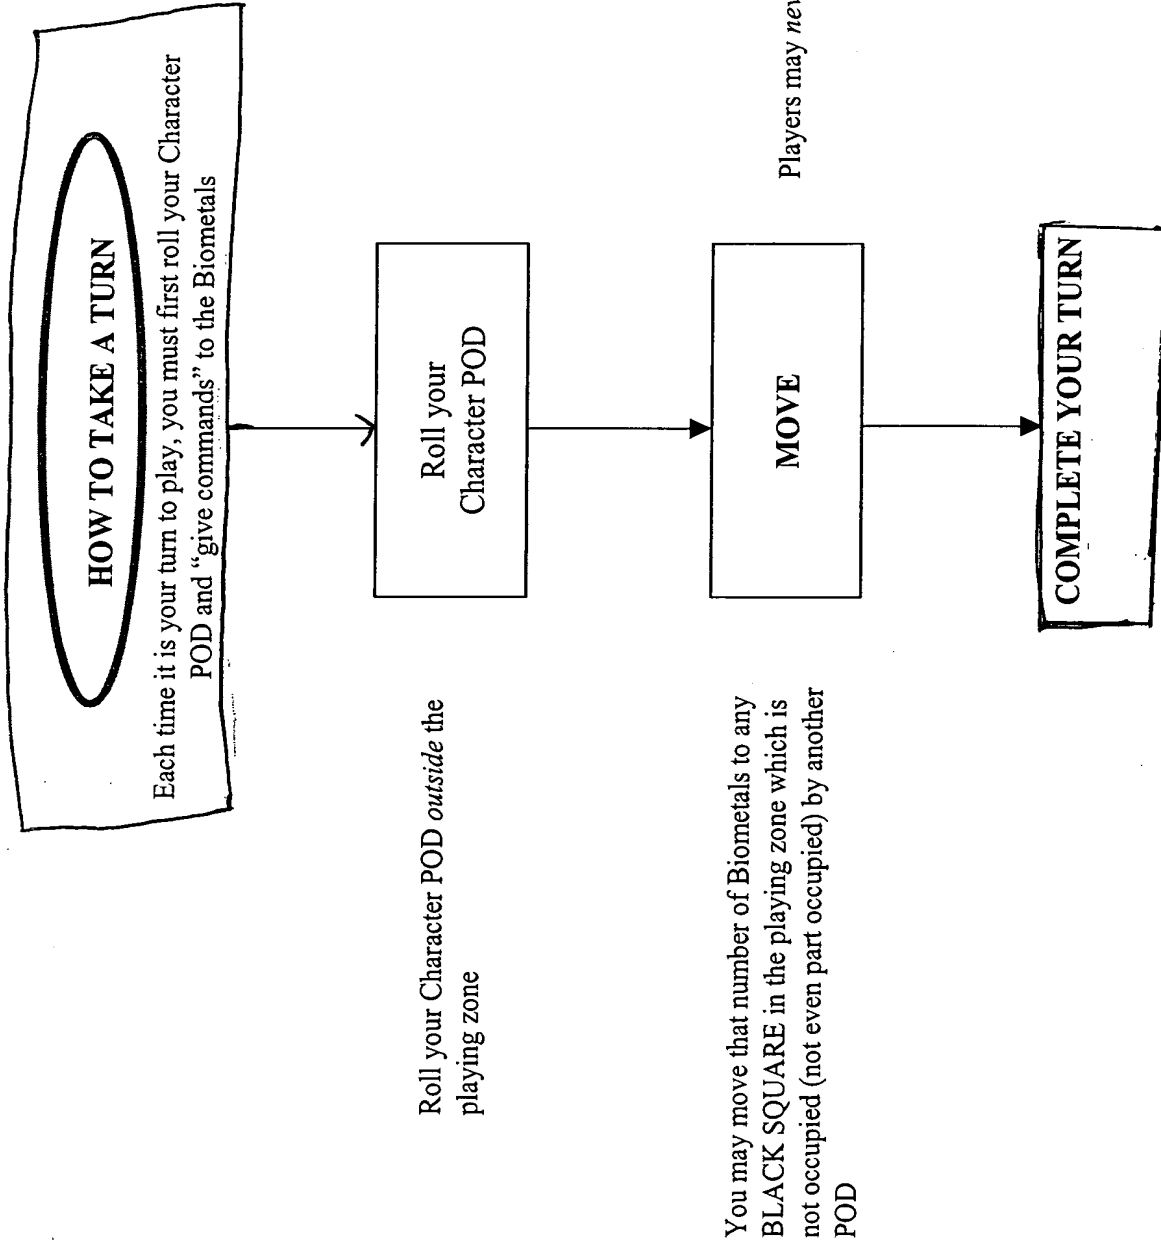 HOW TO TAKE A TURN
Each time it is your turn to play, you must first roll your Character
POD and “give commands” to the Biometals
Roll your Character POD outside the
playing zone
Roll your
Character POD
You may move that number of Biometals to any
BLACK SQUARE in the playing zone which is
not occupied (not even part occupied) by another
POD
MOVE
Players may
COMPLETE YOUR TURN